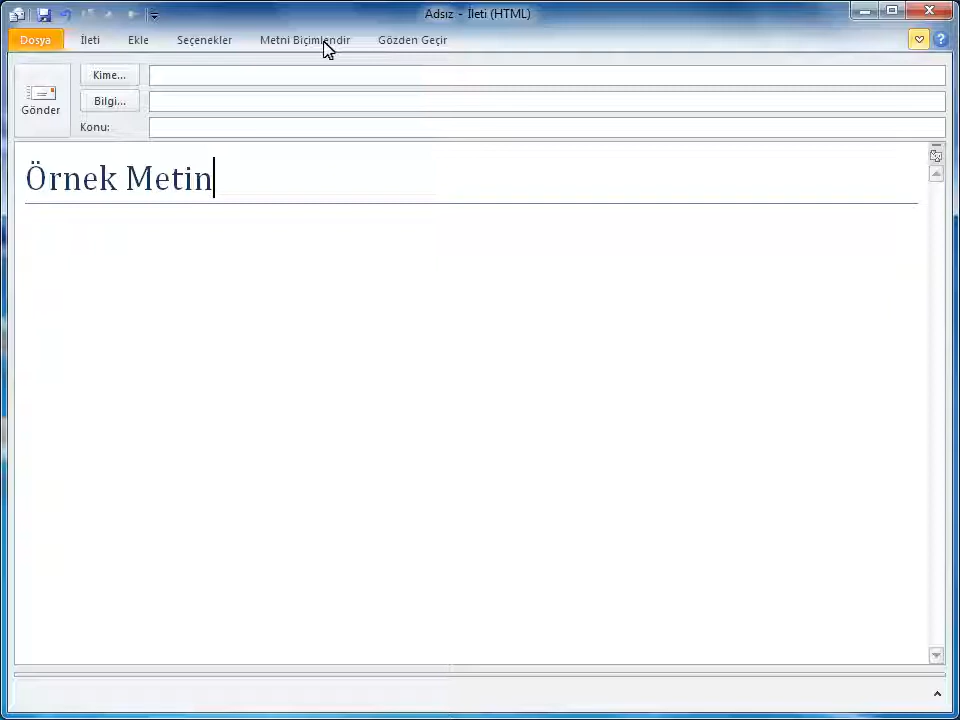 Adsız - İleti (HTML)
Dosya İleti Ekle Seçenekler Metni Biçimlendir Gözden Geçir
Kime...
Gönder
Bilgi...
Konu:
Örnek Metin